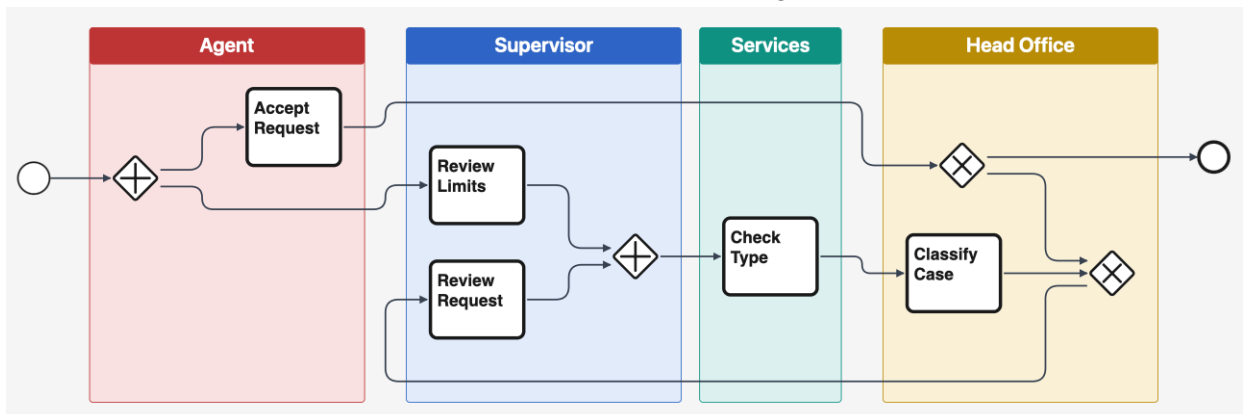 Agent
Supervisor
Services
Head Office
Accept
Request
Review
Limits
Review
Request
Check
Type
Classify
Case